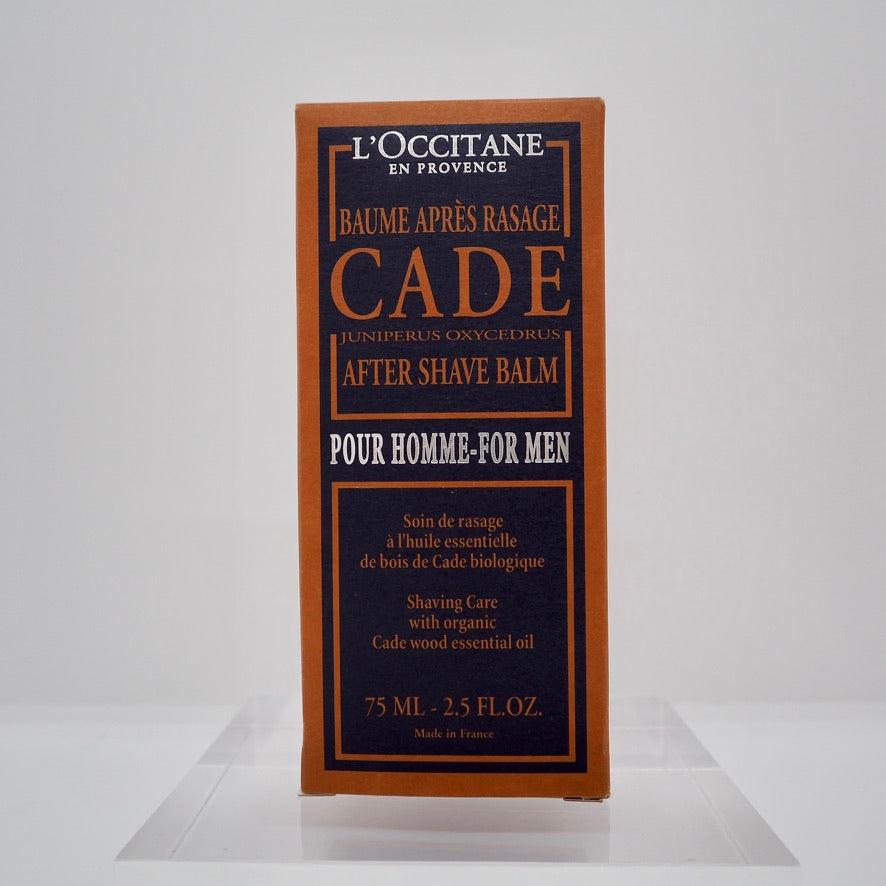 L'OCCITANE
EN PROVENCE
BAUME APRÈS RASAGE
CADE
JUNIPERUS OXYCEDRUS
AFTER SHAVE BALM
POUR HOMME-FOR MEN
Soin de rasage
à l'huile essentielle
de bois de Cade biologique
Shaving Care
with organic
Cade wood essential oil
75 ML - 2.5 FL.OZ.
Made in France